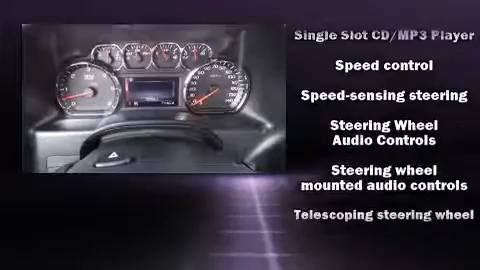 Single Slot CD/MP3 Player
Speed control
Speed-sensing steering
Steering Wheel
Audio Controls
Steering wheel
mounted audio controls
Telescoping steering wheel